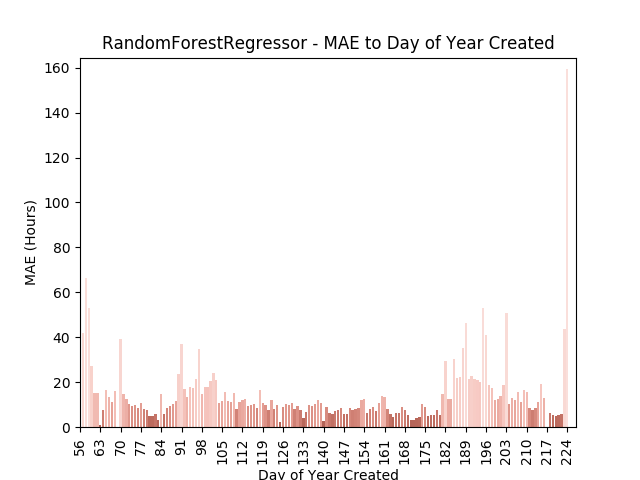 RandomForestRegressor - MAE to Day of Year Created
160
140
120
100
80
60
40
20
0
MAE (Hours)
56 63 70 77 84 91 98 105 112 119 126 133 140 147 154 161 168 175 182 189 196 203 210 217 224
Day of Year Created